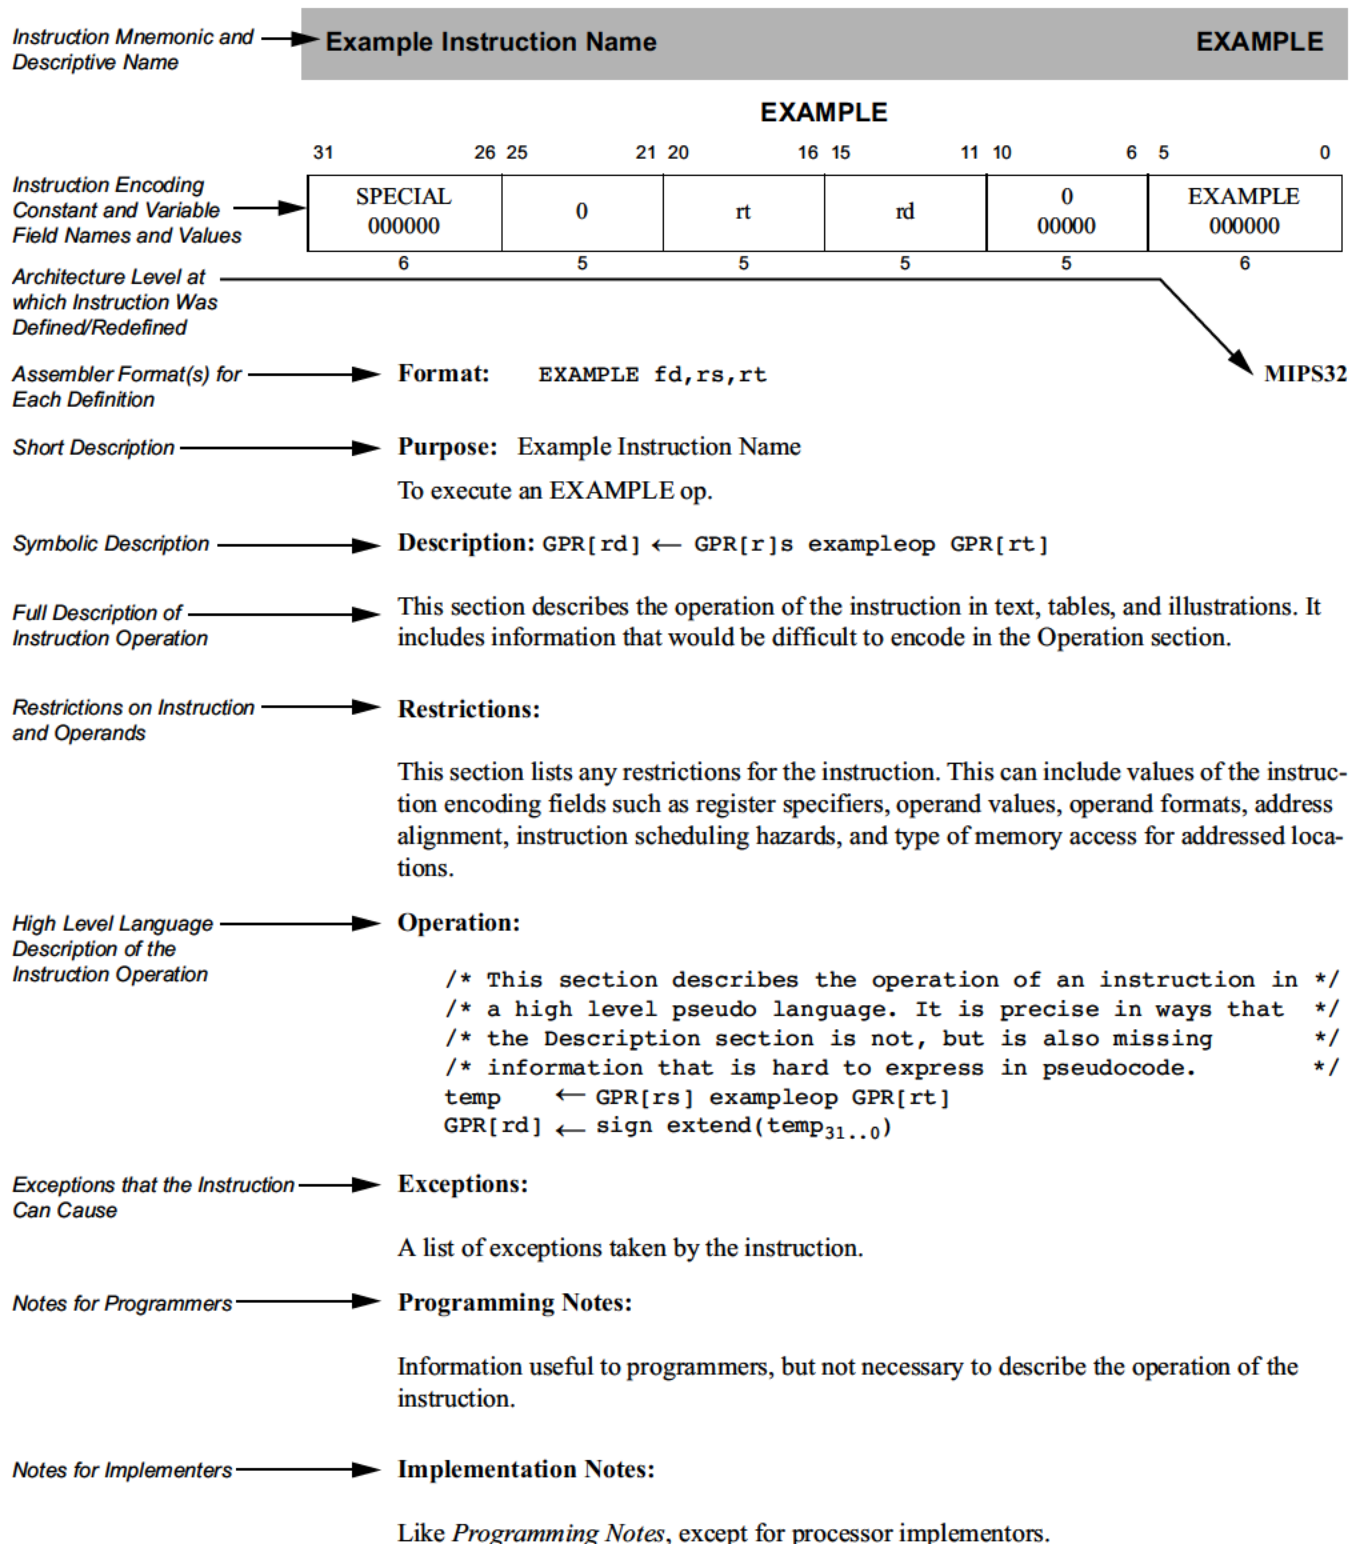 Instruction Mnemonic and
Descriptive Name
Example Instruction Name EXAMPLE
EXAMPLE
31 26 25 21 20 16 15 11 10 6 5 0
Instruction Encoding
Constant and Variable
Field Names and Values
SPECIAL
000000
0
rt
rd
0
00000
EXAMPLE
000000
6 5 5 5 5 6
Architecture Level at
which Instruction Was
Defined/Redefined
Assembler Format(s) for
Each Definition
Format: EXAMPLE fd,rs,rt MIPS32
Short Description
Purpose: Example Instruction Name
To execute an EXAMPLE op.
Symbolic Description
Description: GPR[rd] ← GPR[r]s exampleop GPR[rt]
Full Description of
Instruction Operation
This section describes the operation of the instruction in text, tables, and illustrations. It
includes information that would be difficult to encode in the Operation section.
Restrictions on Instruction
and Operands
Restrictions:
This section lists any restrictions for the instruction. This can include values of the instruc-
tion encoding fields such as register specifiers, operand values, operand formats, address
alignment, instruction scheduling hazards, and type of memory access for addressed loca-
tions.
High Level Language
Description of the
Instruction Operation
Operation:
/* This section describes the operation of an instruction in */
/* a high level pseudo language. It is precise in ways that */
/* the Description section is not, but is also missing */
/* information that is hard to express in pseudocode. */
temp ← GPR[rs] exampleop GPR[rt]
GPR[rd] ← sign extend(temp31..0)
Exceptions that the Instruction
Can Cause
Exceptions:
A list of exceptions taken by the instruction.
Notes for Programmers
Programming Notes:
Information useful to programmers, but not necessary to describe the operation of the
instruction.
Notes for Implementers
Implementation Notes:
Like Programming Notes, except for processor implementors.